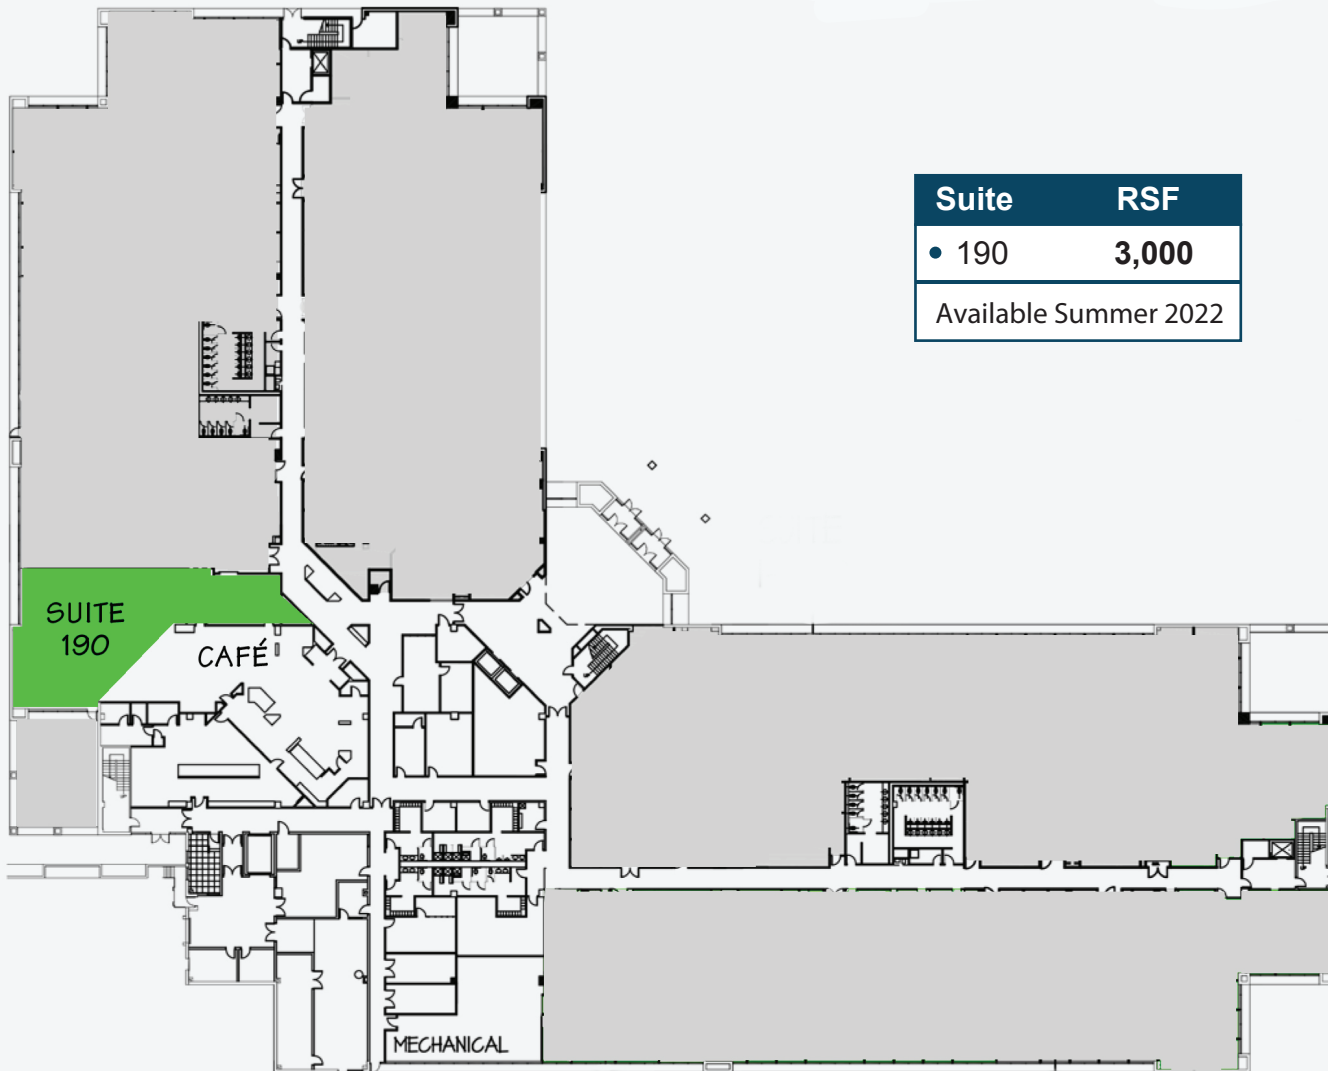 Suite RSF
• 190 3,000
Available Summer 2022
SUITE
190
CAFÉ
MECHANICAL